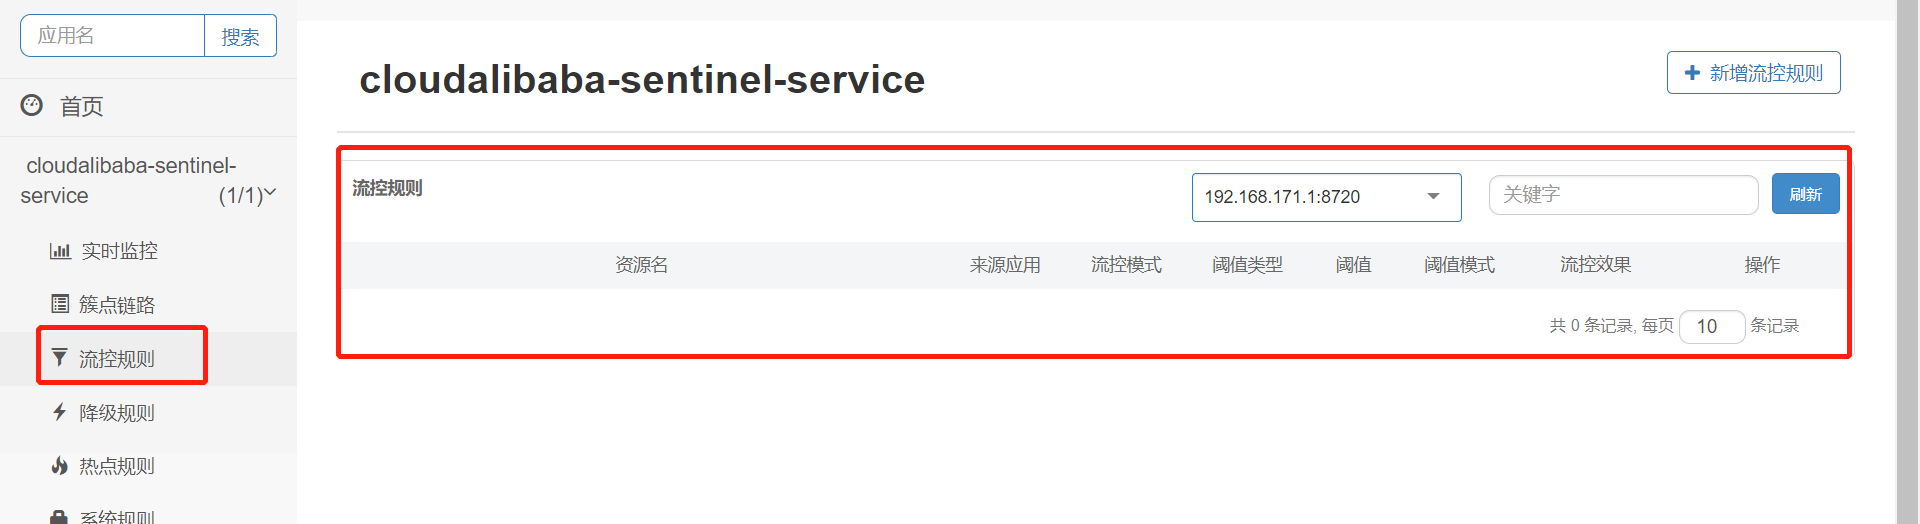 应用名 搜索
首页
cloudalibaba-sentinel-
service (1/1)
实时监控
簇点链路
流控规则
降级规则
热点规则
系统规则
cloudalibaba-sentinel-service
新增流控规则
流控规则 192.168.171.1:8720 关键字 刷新
资源名 来源应用 流控模式 阈值类型 阈值 阈值模式 流控效果 操作
共 0 条记录, 每页 10 条记录